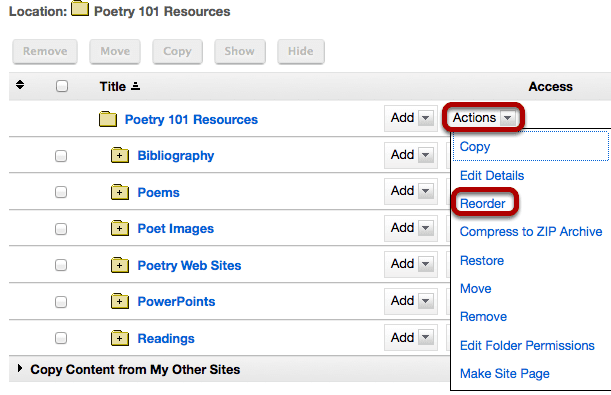 Location: Poetry 101 Resources
Remove Move Copy Show Hide
Title Access
Poetry 101 Resources Add Actions
Copy
Bibliography Add
Edit Details
Poems Add
Reorder
Poet Images Add
Compress to ZIP Archive
Poetry Web Sites Add
Restore
Move
PowerPoints Add
Remove
Readings Add
Edit Folder Permissions
Copy Content from My Other Sites
Make Site Page